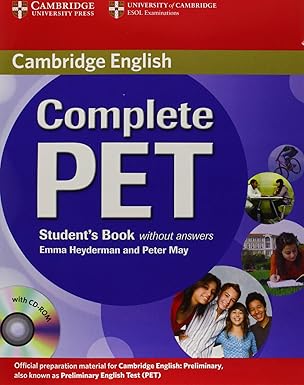 CAMBRIDGE
UNIVERSITY PRESS
UNIVERSITY of CAMBRIDGE
ESOL Examinations
Cambridge English
Complete
PET
Student's Book without answers
Emma Heyderman and Peter May
with CD-ROM
Official preparation material for Cambridge English: Preliminary,
also known as Preliminary English Test (PET)